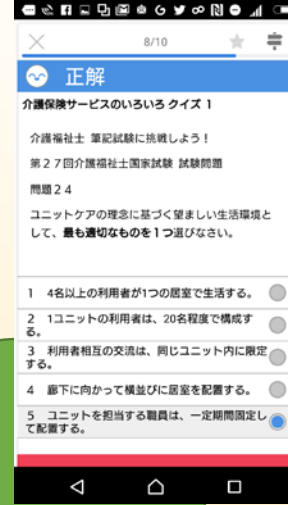 8/10
正解
介護保険サービスのいろいろ クイズ 1
介護福祉士 筆記試験に挑戦しよう！
第２７回介護福祉士国家試験 試験問題
問題２４
ユニットケアの理念に基づく望ましい生活環境と
して、最も適切なものを１つ選びなさい。
1 4名以上の利用者が1つの居室で生活する。
2 1ユニットの利用者は、20名程度で構成す
る。
3 利用者相互の交流は、同じユニット内に限定
する。
4 廊下に向かって横並びに居室を配置する。
5 ユニットを担当する職員は、一定期間固定し
て配置する。